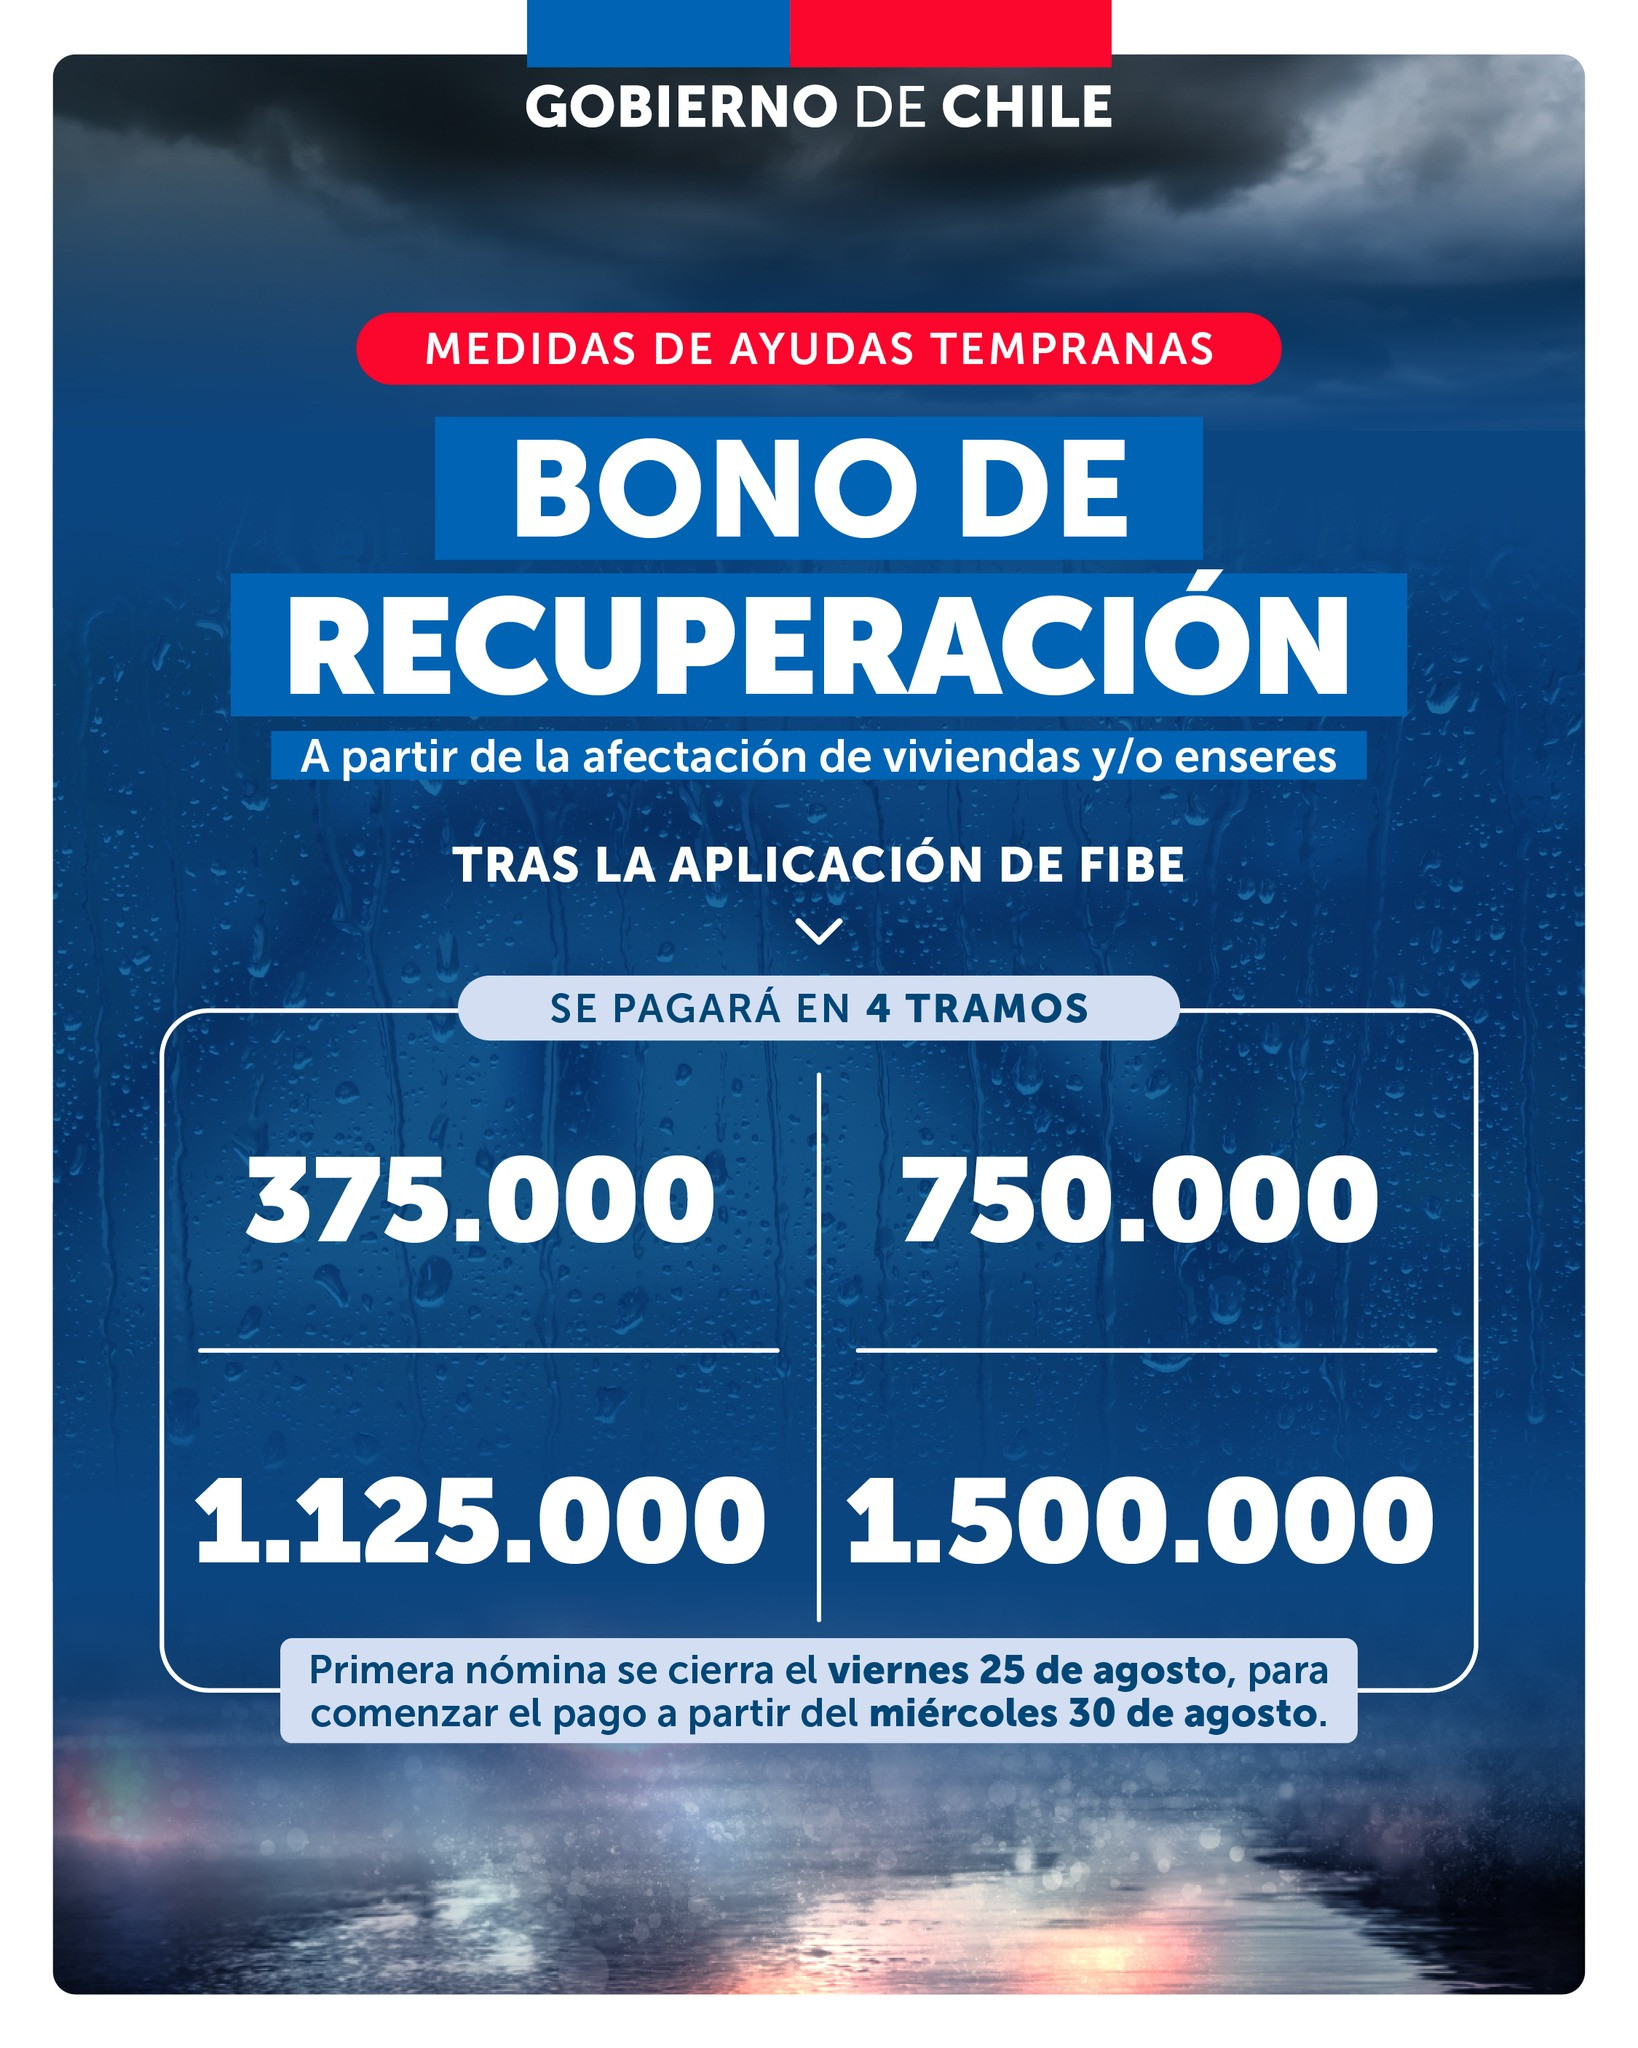 GOBIERNO DE CHILE
MEDIDAS DE AYUDAS TEMPRANAS
BONO DE
RECUPERACIÓN
A partir de la afectación de viviendas y/o enseres
TRAS LA APLICACIÓN DE FIBE
SE PAGARÁ EN 4 TRAMOS
375.000
750.000
1.125.000
1.500.000
Primera nómina se cierra el viernes 25 de agosto, para
comenzar el pago a partir del miércoles 30 de agosto.